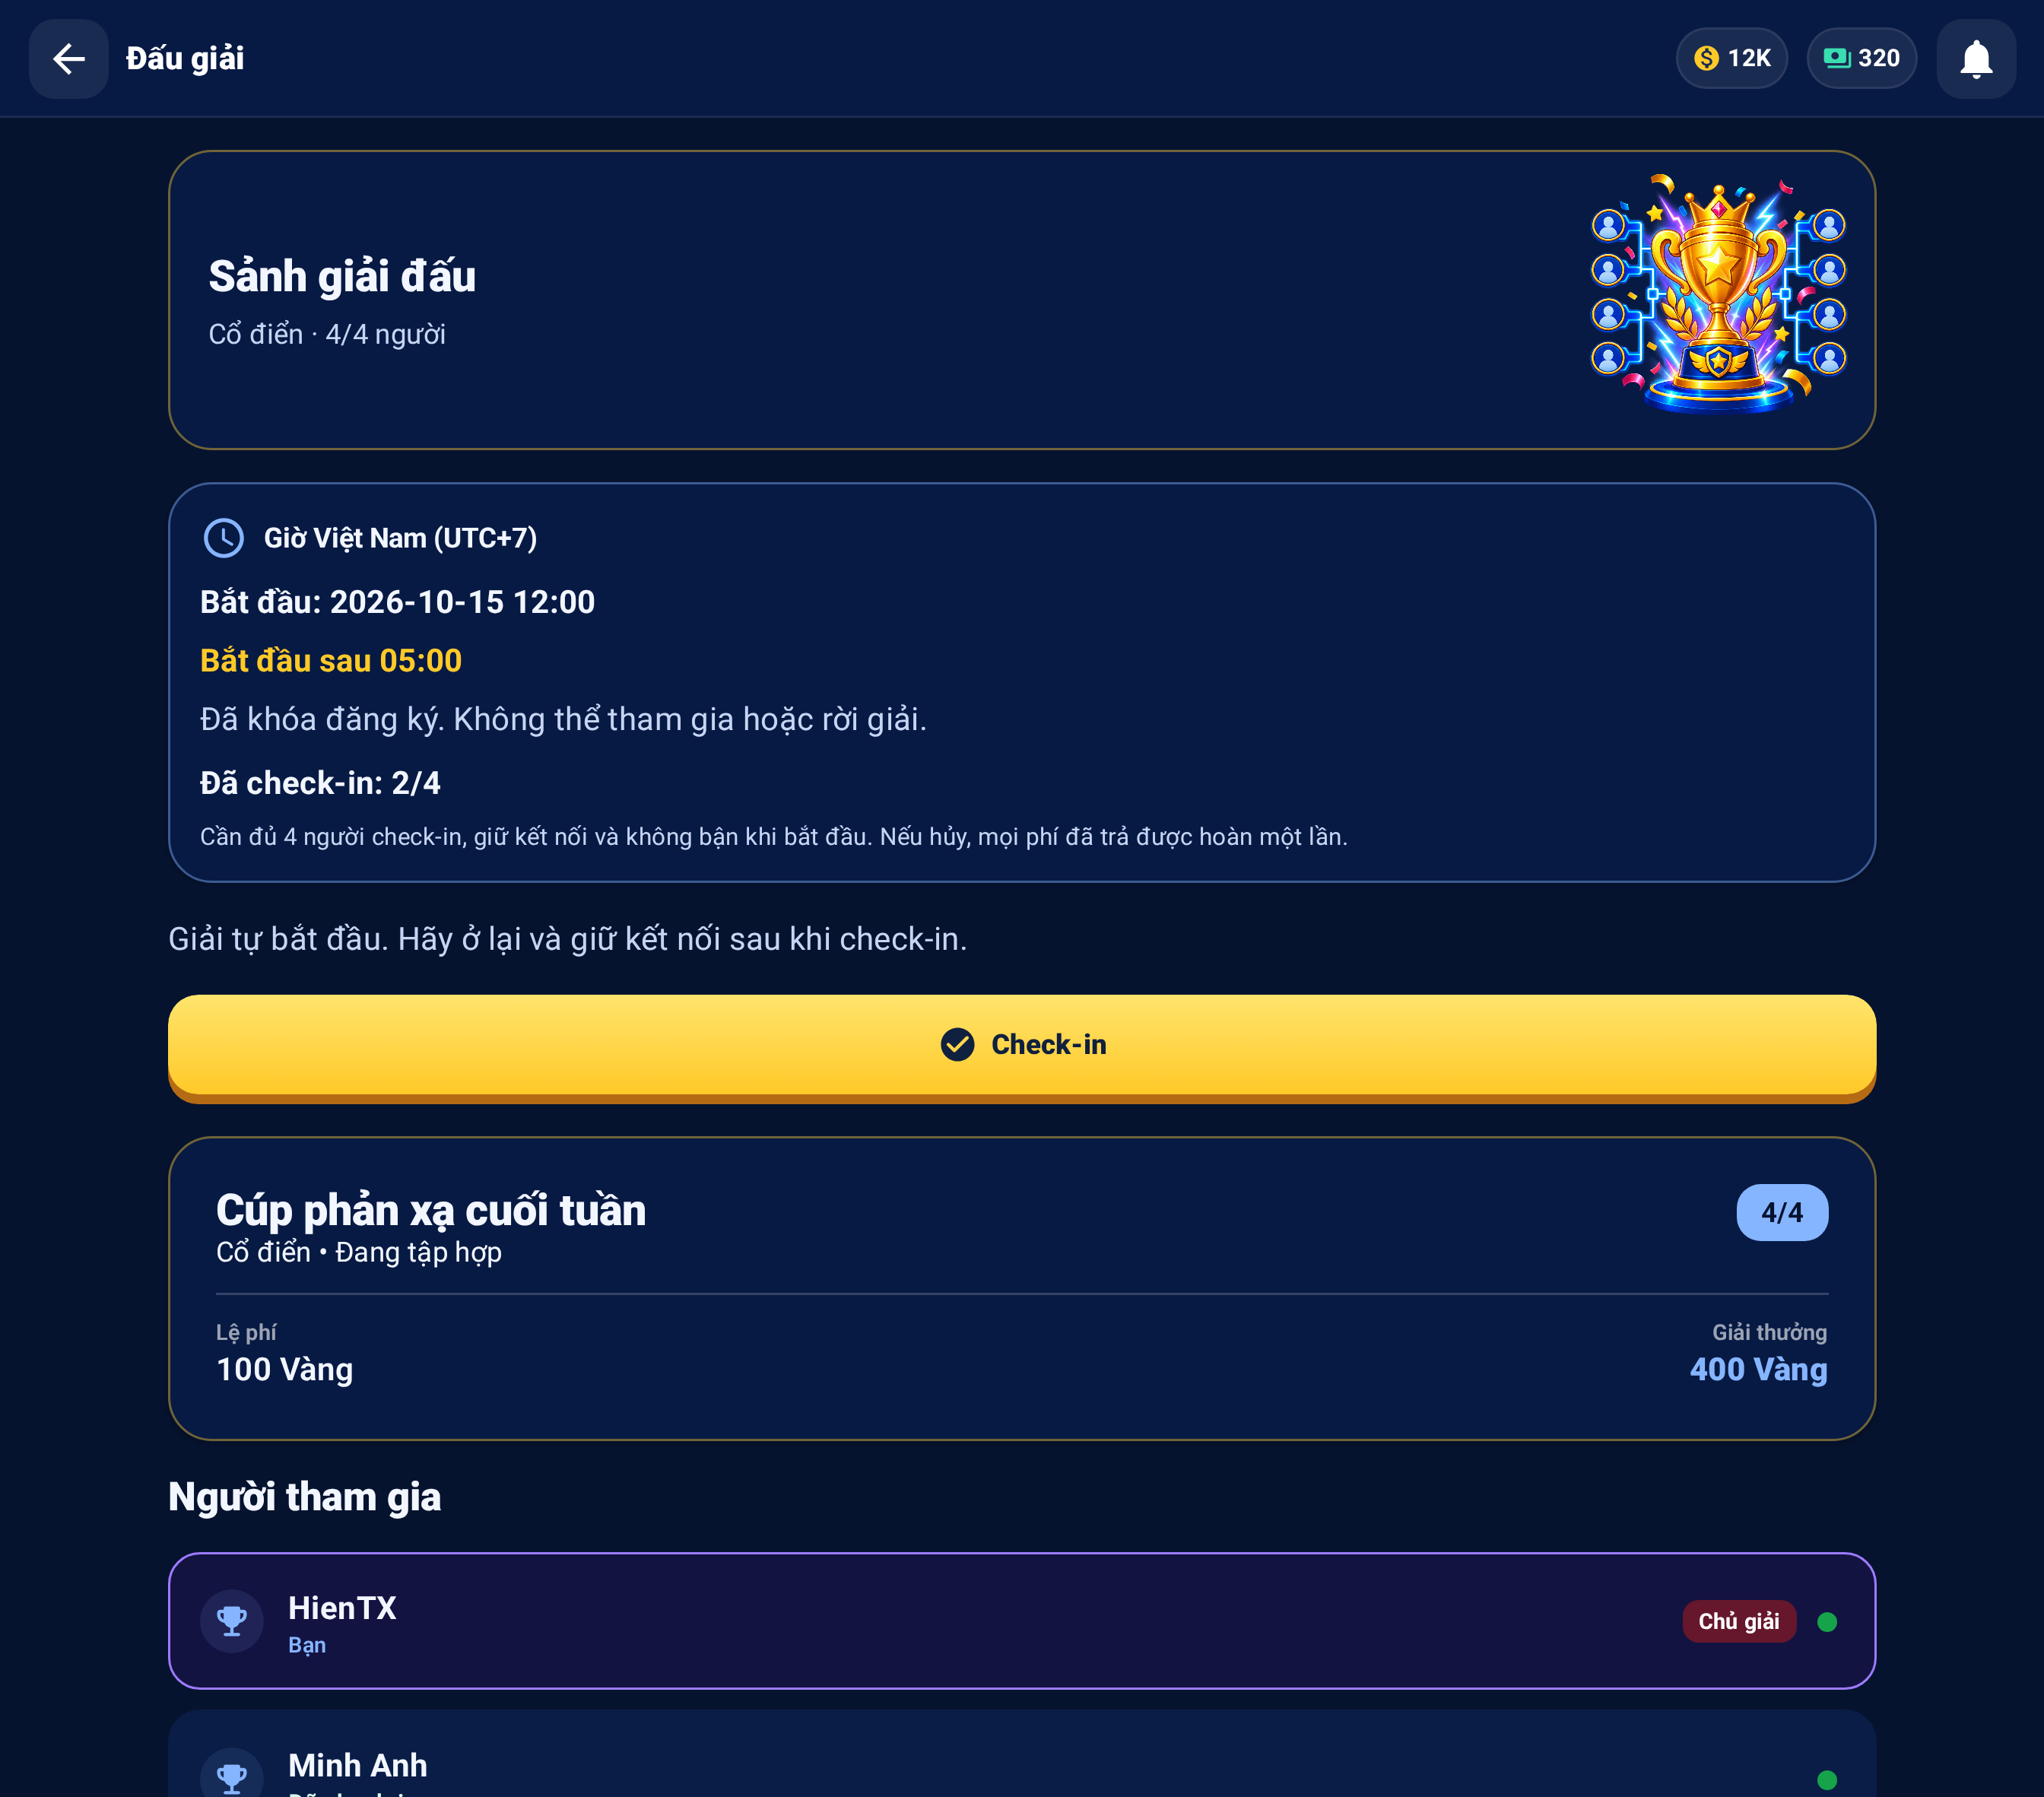 Đấu giải
12K
320
Sảnh giải đấu
Cổ điển · 4/4 người
Giờ Việt Nam (UTC+7)
Bắt đầu: 2026-10-15 12:00
Bắt đầu sau 05:00
Đã khóa đăng ký. Không thể tham gia hoặc rời giải.
Đã check-in: 2/4
Cần đủ 4 người check-in, giữ kết nối và không bận khi bắt đầu. Nếu hủy, mọi phí đã trả được hoàn một lần.
Giải tự bắt đầu. Hãy ở lại và giữ kết nối sau khi check-in.
Check-in
Cúp phản xạ cuối tuần
4/4
Cổ điển • Đang tập hợp
Lệ phí
Giải thưởng
100 Vàng
400 Vàng
Người tham gia
HienTX
Bạn
Chủ giải
Minh Anh